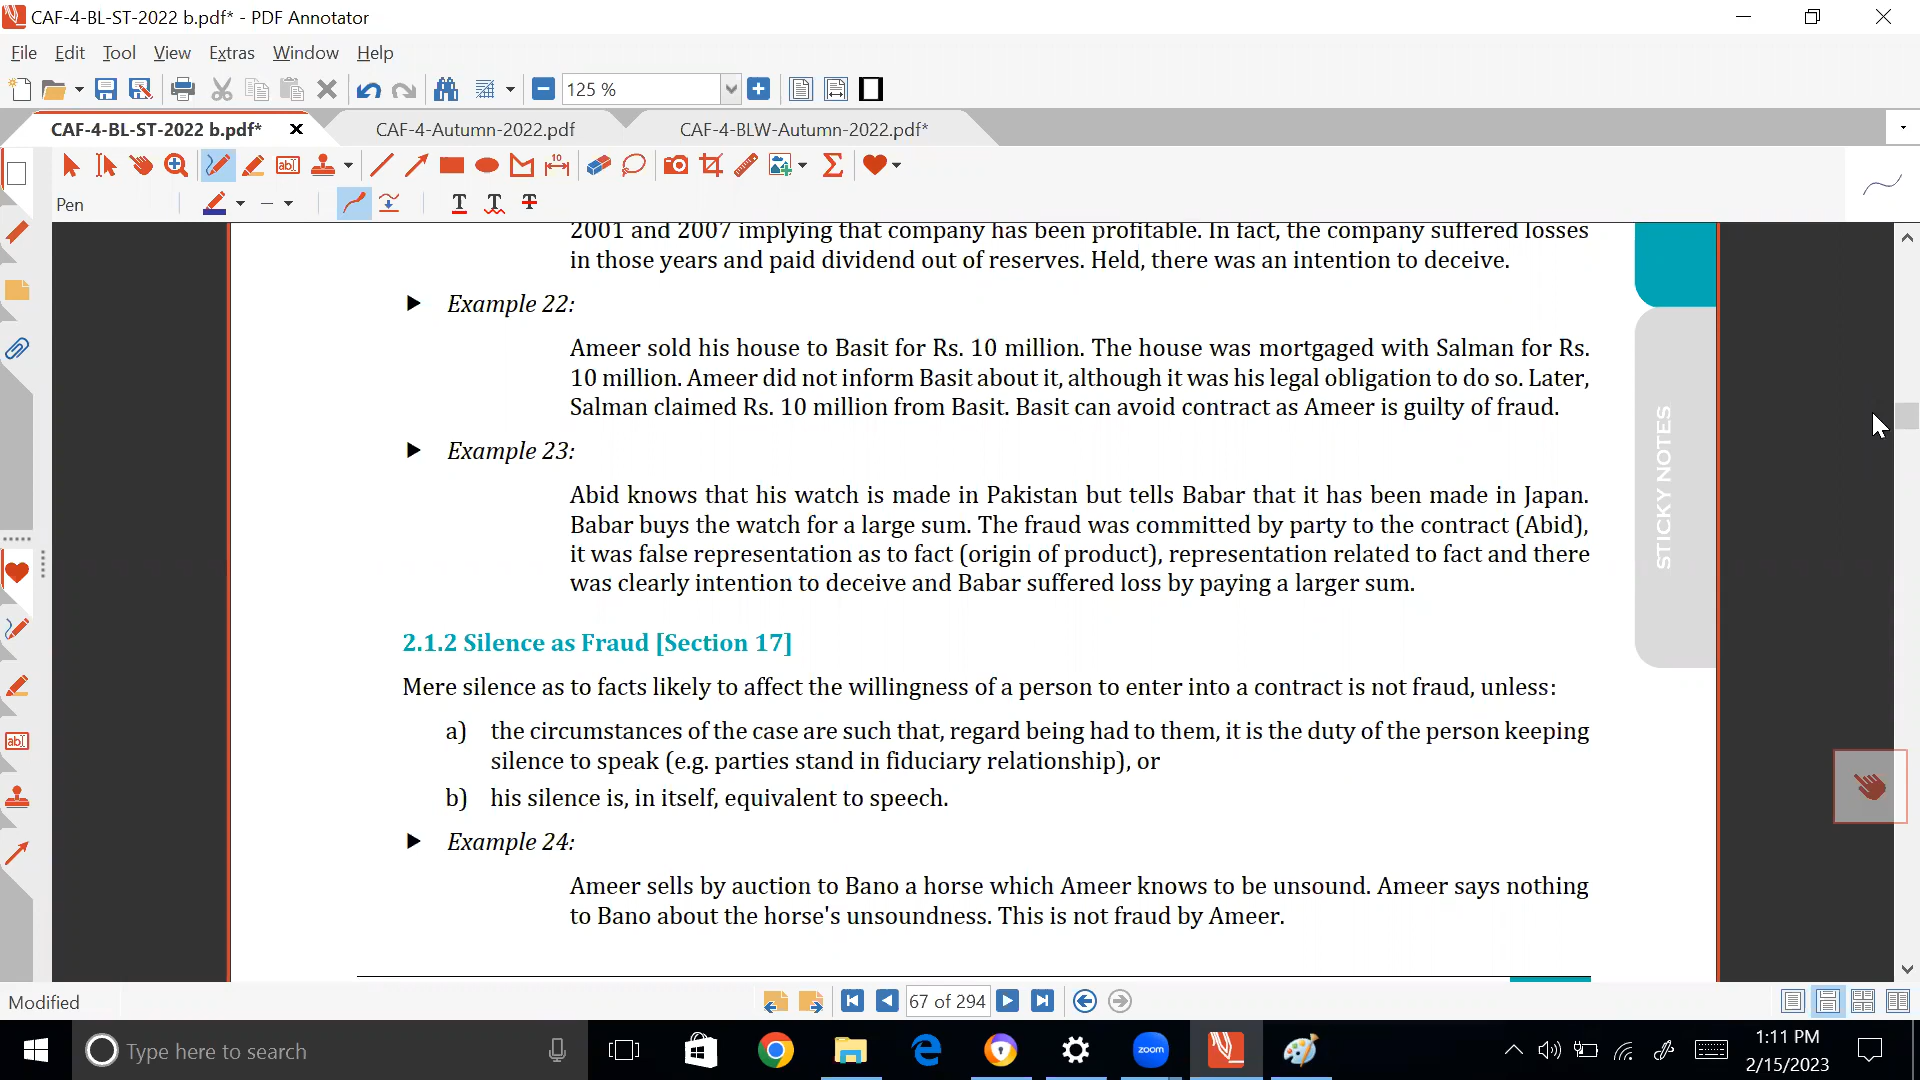 CAF-4-BL-ST-2022 b.pdf* - PDF Annotator
File Edit Tool View Extras Window Help
125 %
CAF-4-BL-ST-2022 b.pdf*
CAF-4-Autumn-2022.pdf
CAF-4-BLW-Autumn-2022.pdf*
Pen
2001 and 2007 implying that company has been profitable. In fact, the company suffered losses
in those years and paid dividend out of reserves. Held, there was an intention to deceive.
Example 22:
Ameer sold his house to Basit for Rs. 10 million. The house was mortgaged with Salman for Rs.
10 million. Ameer did not inform Basit about it, although it was his legal obligation to do so. Later,
Salman claimed Rs. 10 million from Basit. Basit can avoid contract as Ameer is guilty of fraud.
Example 23:
Abid knows that his watch is made in Pakistan but tells Babar that it has been made in Japan.
Babar buys the watch for a large sum. The fraud was committed by party to the contract (Abid),
it was false representation as to fact (origin of product), representation related to fact and there
was clearly intention to deceive and Babar suffered loss by paying a larger sum.
STICKY NOTES
2.1.2 Silence as Fraud [Section 17]
Mere silence as to facts likely to affect the willingness of a person to enter into a contract is not fraud, unless:
a) the circumstances of the case are such that, regard being had to them, it is the duty of the person keeping
silence to speak (e.g. parties stand in fiduciary relationship), or
b) his silence is, in itself, equivalent to speech.
Example 24:
Ameer sells by auction to Bano a horse which Ameer knows to be unsound. Ameer says nothing
to Bano about the horse's unsoundness. This is not fraud by Ameer.
Modified
67 of 294
Type here to search
zoom
1:11 PM
2/15/2023